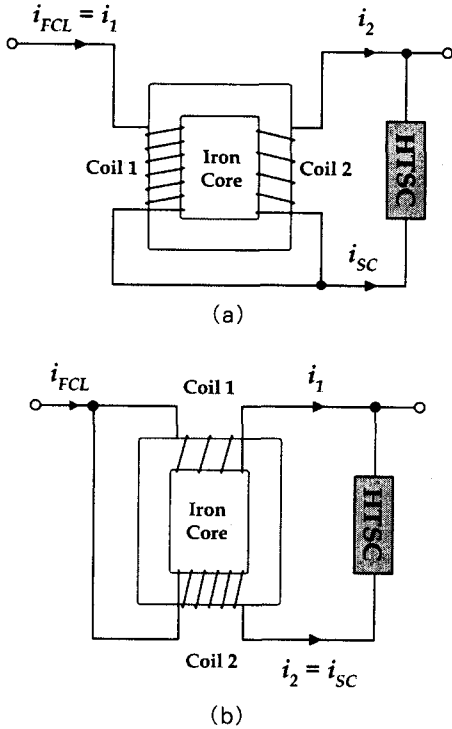 i_FCL = i_1
i_2
Coil 1
Iron
Core
Coil 2
HTSC
i_SC
(a)
i_FCL
Coil 1
i_1
Iron
Core
HTSC
Coil 2
i_2 = i_SC
(b)